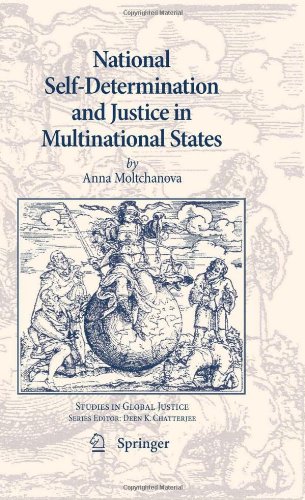 National
Self-Determination
and Justice in
Multinational States
by
Anna Moltchanova
STUDIES IN GLOBAL JUSTICE
SERIES EDITOR: DEEN K. CHATTERJEE
Springer